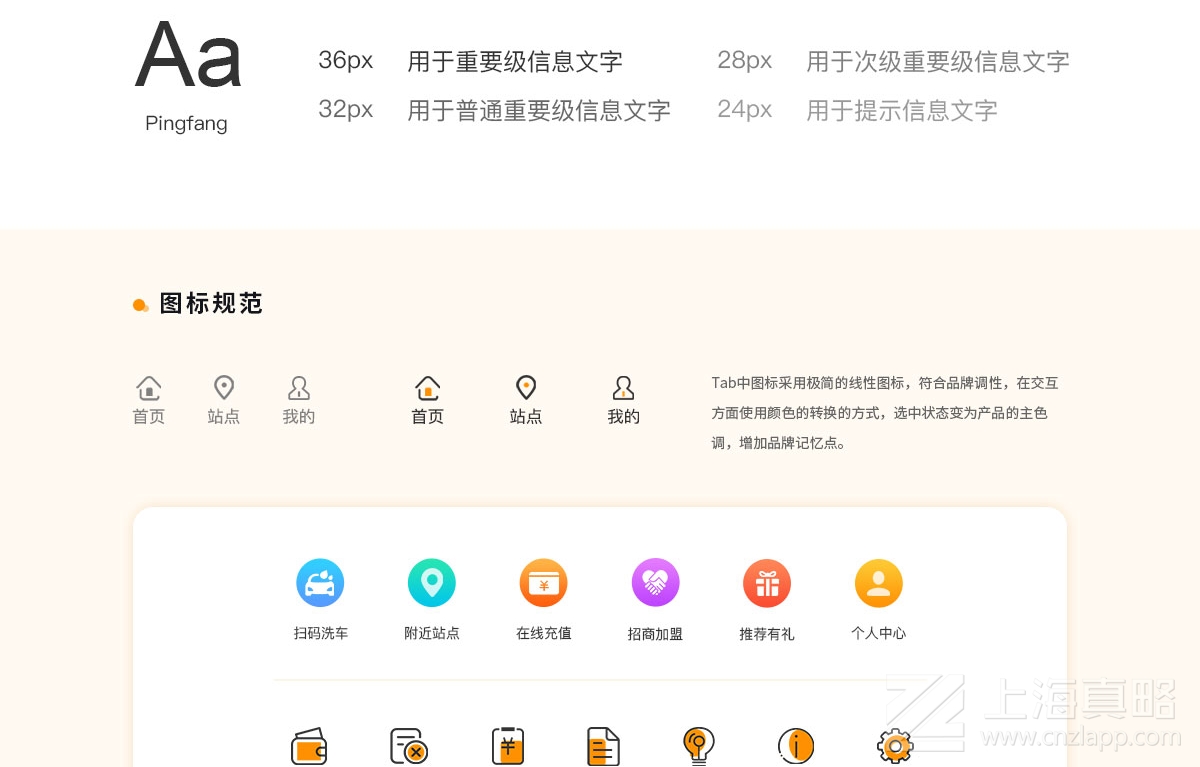 Aa
Pingfang
36px 用于重要级信息文字 28px 用于次级重要级信息文字
32px 用于普通重要级信息文字 24px 用于提示信息文字
图标规范
首页 站点 我的 首页 站点 我的
Tab中图标采用极简的线性图标，符合品牌调性，在交互
方面使用颜色的转换的方式，选中状态变为产品的主色
调，增加品牌记忆点。
扫码洗车 附近站点 在线充值 招商加盟 推荐有礼 个人中心
上海真略
www.cnzlapp.com